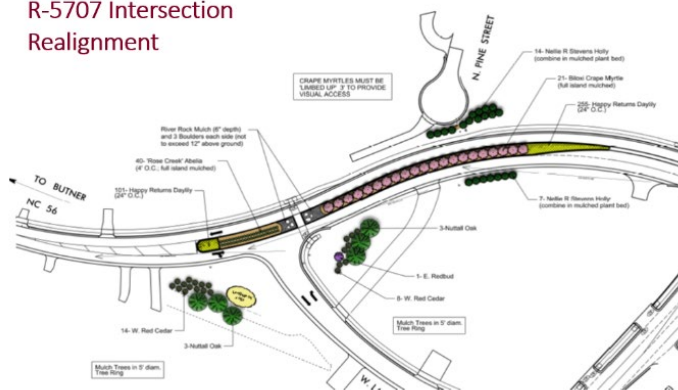 R-5707 Intersection
Realignment
N. PINE STREET
14- Nellie R Stevens Holly
(combine in mulched plant bed)
CRAPE MYRTLES MUST BE
'LIMBED UP' 3' TO PROVIDE
VISUAL ACCESS
21- Biloxi Crape Myrtle
(full island mulched)
255- Happy Returns Daylily
(24" O.C.)
River Rock Mulch (6" depth)
and 3 Boulders each side (not
to exceed 12" above ground)
40- 'Rose Creek' Abelia
(4' O.C., full island mulched)
TO BUTNER
NC 56
101- Happy Returns Daylily
(24" O.C.)
7- Nellie R Stevens Holly
(combine in mulched plant bed)
3-Nuttall Oak
1- E. Redbud
8- W. Red Cedar
14- W. Red Cedar
Mulch Trees in 5' diam.
Tree Ring
3-Nuttall Oak
Mulch Trees in 5' diam.
Tree Ring